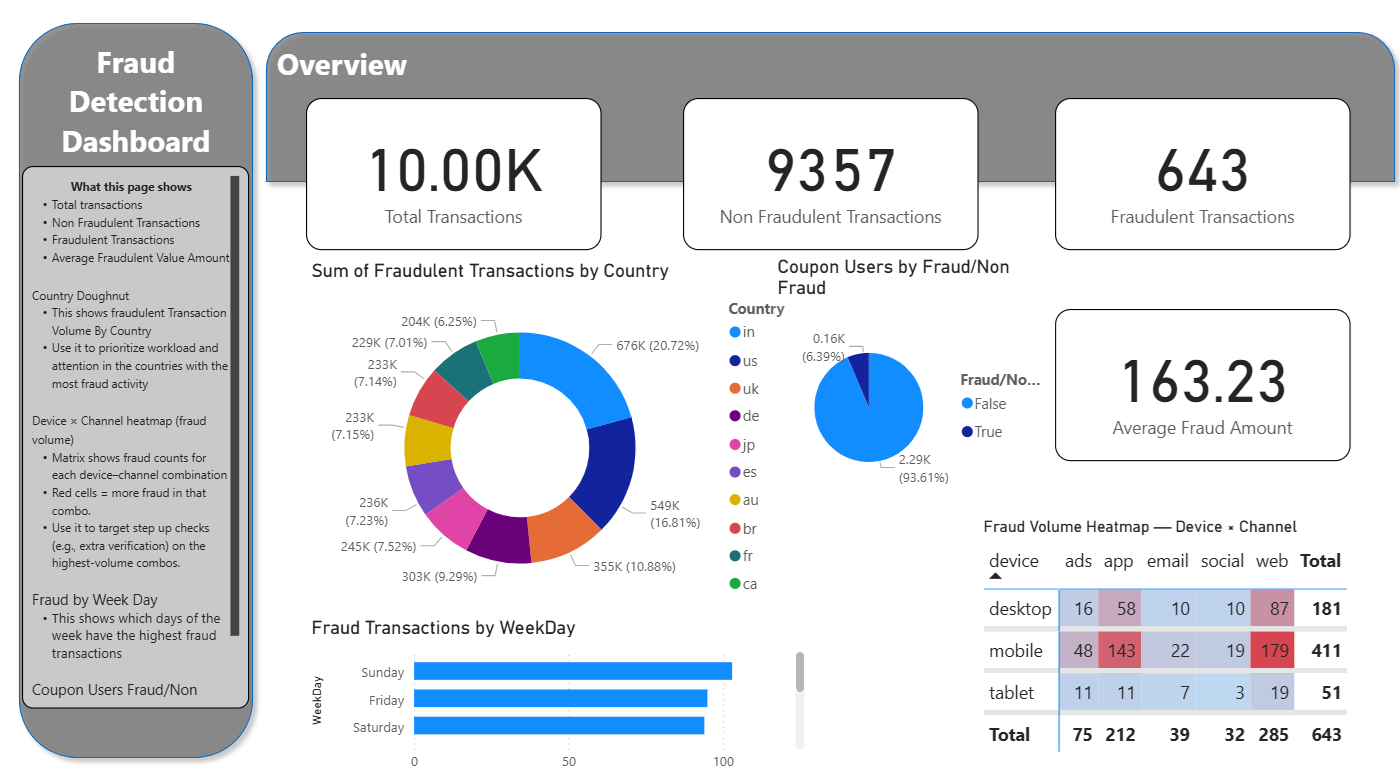 Fraud
Detection
Dashboard
What this page shows
• Total transactions
• Non Fraudulent Transactions
• Fraudulent Transactions
• Average Fraudulent Value Amount
Country Doughnut
• This shows fraudulent Transaction
Volume By Country
• Use it to prioritize workload and
attention in the countries with the
most fraud activity
Device × Channel heatmap (fraud
volume)
• Matrix shows fraud counts for
each device–channel combination
• Red cells = more fraud in that
combo.
• Use it to target step up checks
(e.g., extra verification) on the
highest-volume combos.
Fraud by Week Day
• This shows which days of the
week have the highest fraud
transactions
Coupon Users Fraud/Non
Overview
10.00K
Total Transactions
9357
Non Fraudulent Transactions
643
Fraudulent Transactions
Sum of Fraudulent Transactions by Country
204K (6.25%)
229K (7.01%)
233K
(7.14%)
233K
(7.15%)
236K
(7.23%)
245K (7.52%)
303K (9.29%)
355K (10.88%)
549K
(16.81%)
676K (20.72%)
Country
in
us
uk
de
jp
es
au
br
fr
ca
Coupon Users by Fraud/Non
Fraud
0.16K
(6.39%)
2.29K
(93.61%)
Fraud/No...
False
True
163.23
Average Fraud Amount
Fraud Transactions by WeekDay
WeekDay
Sunday
Friday
Saturday
0 50 100
Fraud Volume Heatmap — Device × Channel
device ads app email social web Total
desktop 16 58 10 10 87 181
mobile 48 143 22 19 179 411
tablet 11 11 7 3 19 51
Total 75 212 39 32 285 643